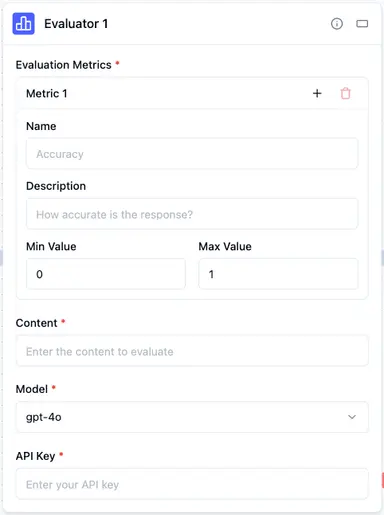 Evaluator 1
Evaluation Metrics *
Metric 1
Name
Accuracy
Description
How accurate is the response?
Min Value Max Value
0 1
Content *
Enter the content to evaluate
Model *
gpt-4o
API Key *
Enter your API key